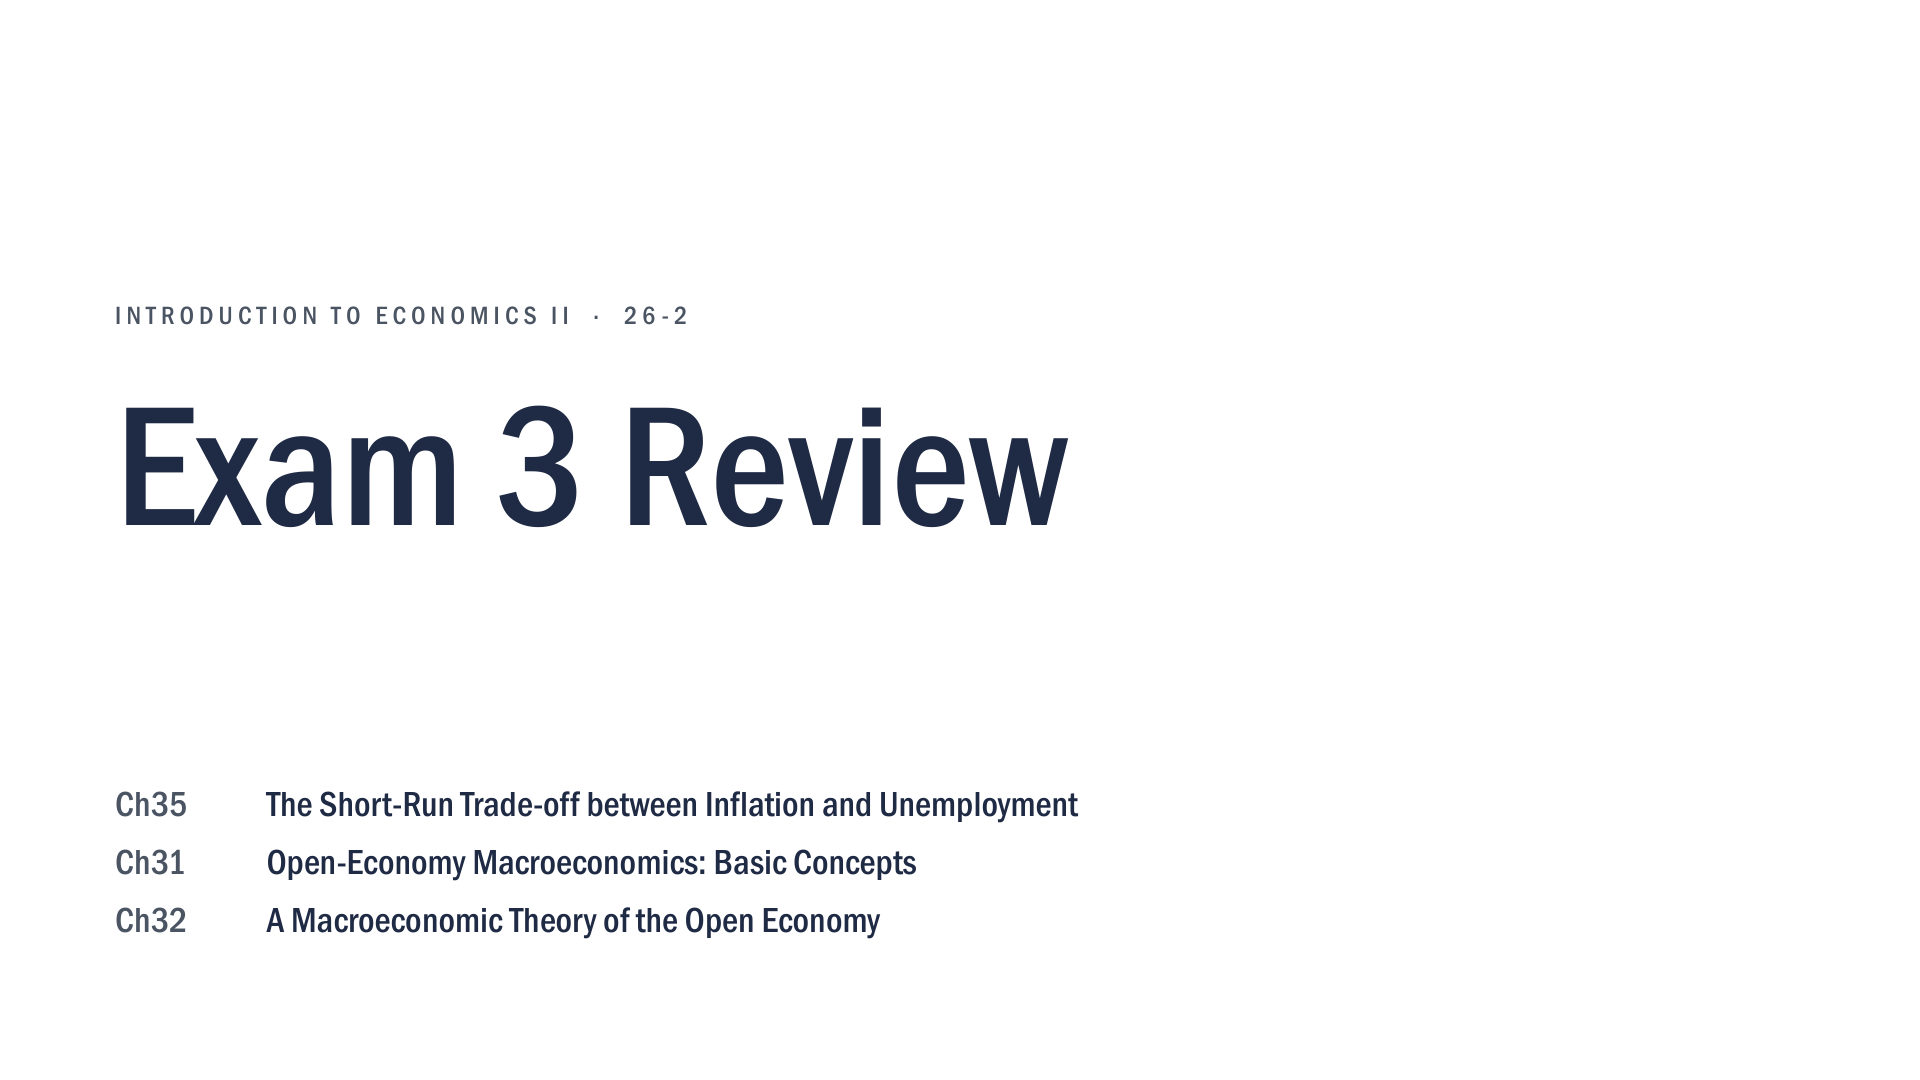 INTRODUCTION TO ECONOMICS II · 26-2
Exam 3 Review
Ch35 The Short-Run Trade-off between Inflation and Unemployment
Ch31 Open-Economy Macroeconomics: Basic Concepts
Ch32 A Macroeconomic Theory of the Open Economy